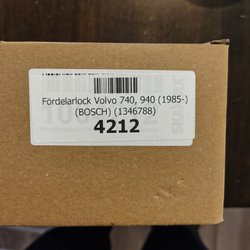 Fördelarlock Volvo 740, 940 (1985-)
(BOSCH) (1346788)
4212